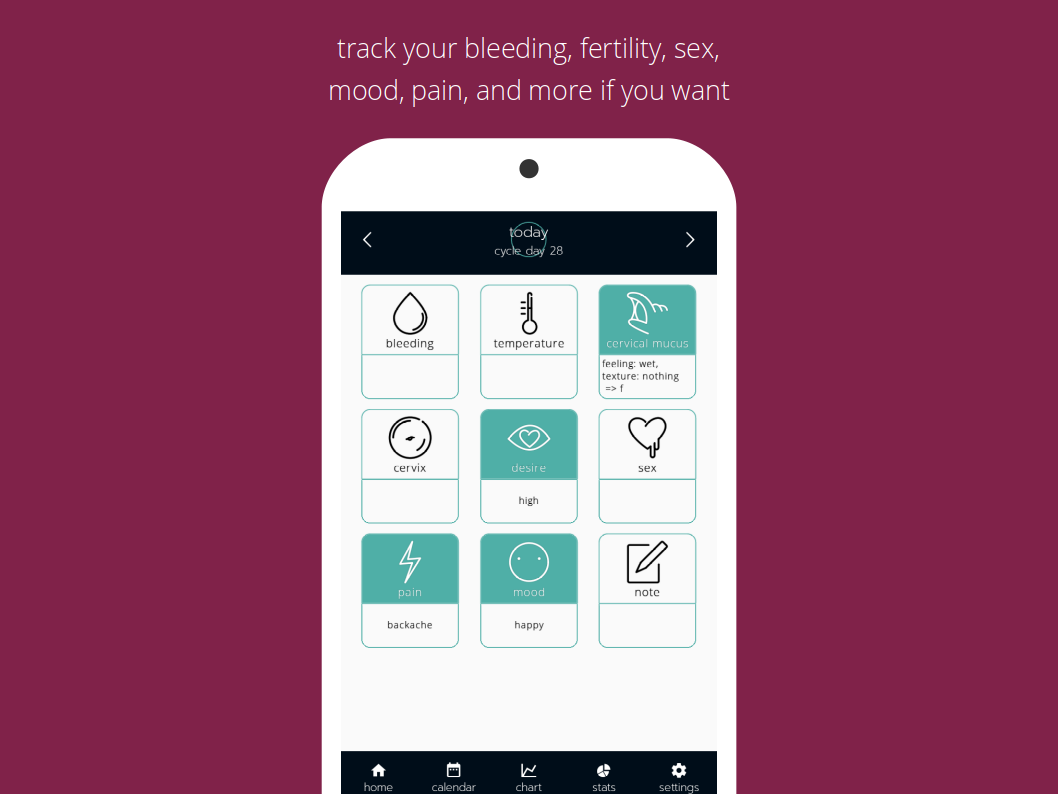 track your bleeding, fertility, sex,
mood, pain, and more if you want
today
cycle day 28
bleeding
temperature
cervical mucus
feeling: wet,
texture: nothing
=> f
cervix
desire
sex
high
pain
mood
note
backache
happy
home
calendar
chart
stats
settings